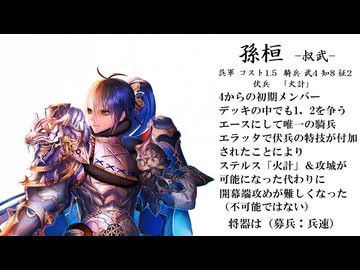 孫桓 -叔武-
呉軍 コスト1.5 騎兵 武4 知8 征2
伏兵 「火計」
4からの初期メンバー
デッキの中でも1，2を争う
エースにして唯一の騎兵
エラッタで伏兵の特技が付加
されたことにより
ステルス「火計」＆攻城が
可能になった代わりに
開幕端攻めが難しくなった
（不可能ではない）
将器は（募兵：兵速）